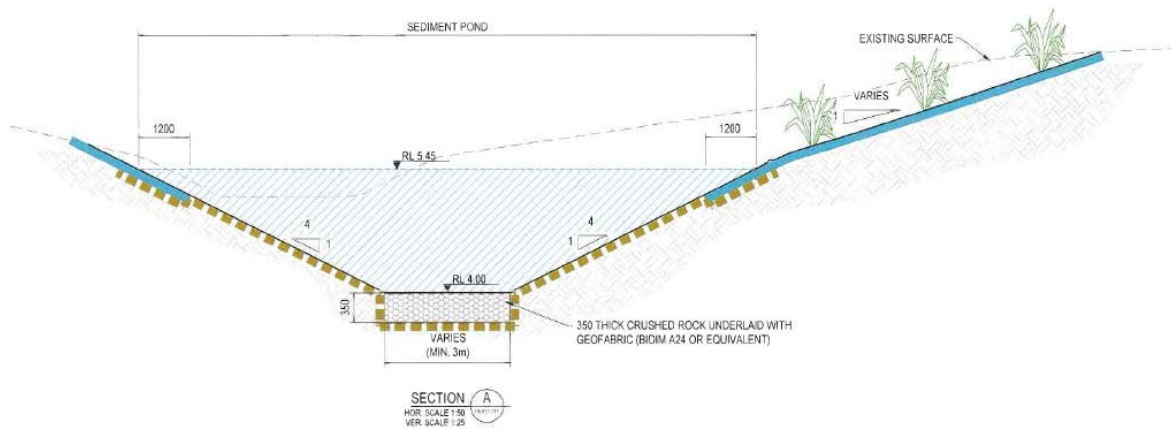 SEDIMENT POND
EXISTING SURFACE
VARIES
1
1200
1200
RL 5.45
4
1
4
1
RL 4.00
350
350 THICK CRUSHED ROCK UNDERLAID WITH
GEOFABRIC (BIDIM A24 OR EQUIVALENT)
VARIES
(MIN. 3m)
SECTION A
HOR SCALE 1:50
VER SCALE 1:25